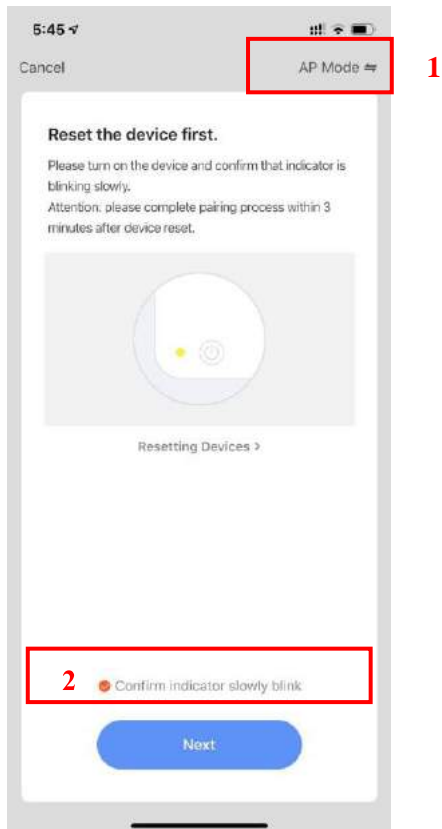 5:45
Cancel
AP Mode
1
Reset the device first.
Please turn on the device and confirm that indicator is
blinking slowly.
Attention: please complete pairing process within 3
minutes after device reset.
Resetting Devices >
2
Confirm indicator slowly blink
Next